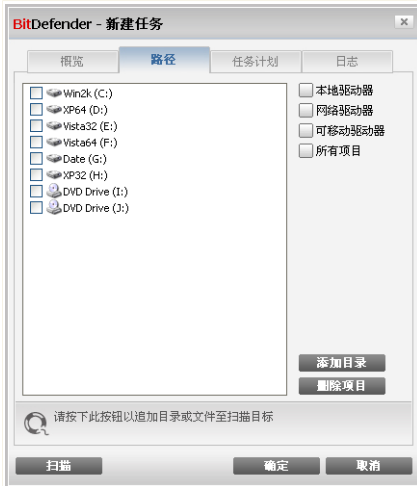 BitDefender - 新建任务
概览 路径 任务计划 日志
Win2k (C:)
XP64 (D:)
Vista32 (E:)
Vista64 (F:)
Date (G:)
XP32 (H:)
DVD Drive (I:)
DVD Drive (J:)
本地驱动器
网络驱动器
可移动驱动器
所有项目
添加目录
删除项目
请按下此按钮以追加目录或文件至扫描目标
扫描 确定 取消